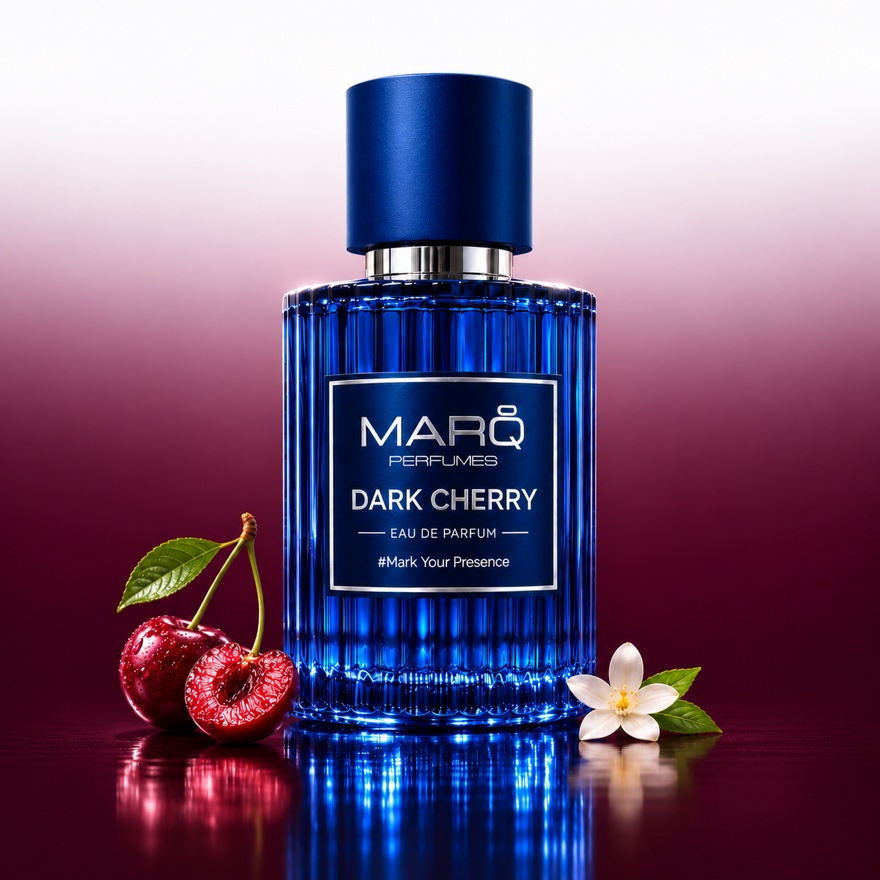 MARQ
PERFUMES
DARK CHERRY
EAU DE PARFUM
#Mark Your Presence